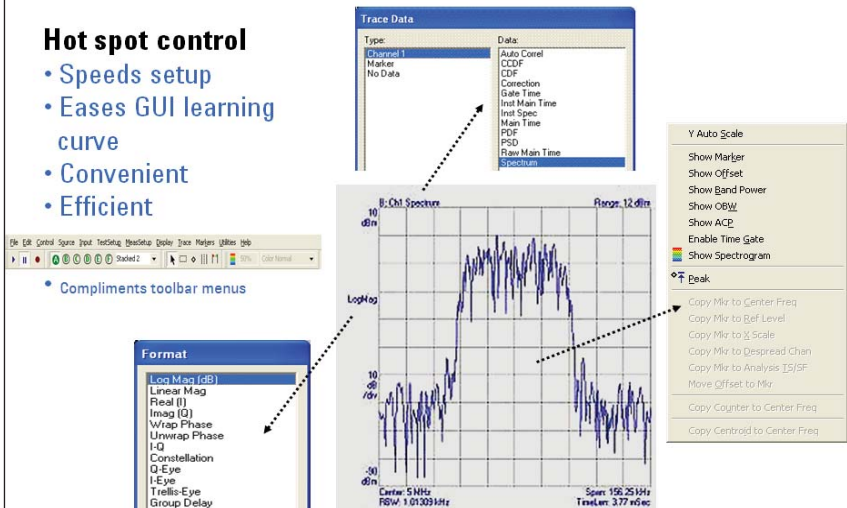 Hot spot control
• Speeds setup
• Eases GUI learning
curve
• Convenient
• Efficient
File Edit Control Source Input TestSetup MeasSetup Display Trace Markers Utilities Help
A B C D E F Stacked 2 50% Color Normal
• Compliments toolbar menus
Trace Data
Type:
Channel 1
Marker
No Data
Data:
Auto Correl
CCDF
CDF
Correction
Gate Time
Inst Main Time
Inst Spec
Main Time
PDF
PSD
Raw Main Time
Spectrum
B: Ch1 Spectrum
Range: 12 dBm
10
dBm
LogMag
10
dB
/div
-90
dBm
Center: 5 MHz
Span: 156.25 kHz
RBW: 1.01309 kHz
TimeLen: 3.77 mSec
Y Auto Scale
Show Marker
Show Offset
Show Band Power
Show OBW
Show ACP
Enable Time Gate
Show Spectrogram
Peak
Copy Mkr to Center Freq
Copy Mkr to Ref Level
Copy Mkr to X Scale
Copy Mkr to Despread Chan
Copy Mkr to Analysis TS/SF
Move Offset to Mkr
Copy Counter to Center Freq
Copy Centroid to Center Freq
Format
Log Mag (dB)
Linear Mag
Real (I)
Imag (Q)
Wrap Phase
Unwrap Phase
I-Q
Constellation
Q-Eye
I-Eye
Trellis-Eye
Group Delay